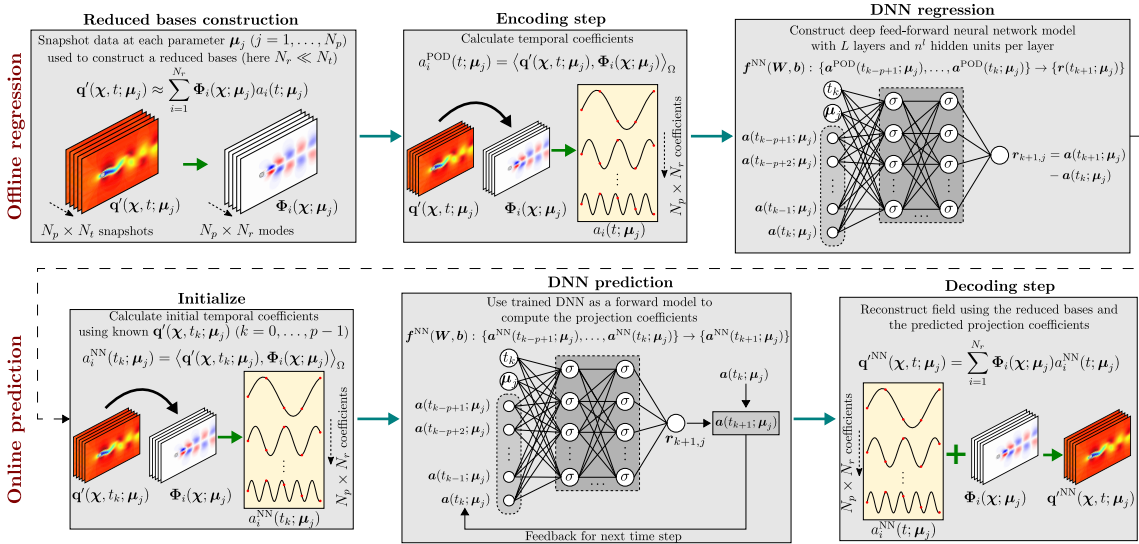 Offline regression
Reduced bases construction
Snapshot data at each parameter μ_j (j = 1, . . . , N_p)
used to construct a reduced bases (here N_r ≪ N_t)
q′(χ, t; μ_j) ≈ ∑_{i=1}^{N_r} Φ_i(χ; μ_j)a_i(t; μ_j)
q′(χ, t; μ_j)
Φ_i(χ; μ_j)
N_p × N_t snapshots
N_p × N_r modes
Encoding step
Calculate temporal coefficients
a_i^{POD}(t; μ_j) = ⟨q′(χ, t; μ_j), Φ_i(χ; μ_j)⟩_Ω
q′(χ, t; μ_j)
Φ_i(χ; μ_j)
a_i(t; μ_j)
N_p × N_r coefficients
DNN regression
Construct deep feed-forward neural network model
with L layers and n^l hidden units per layer
f^{NN}(W, b) : {a^{POD}(t_{k−p+1}; μ_j), . . . , a^{POD}(t_k; μ_j)} → {r(t_{k+1}; μ_j)}
t_k
μ_j
a(t_{k−p+1}; μ_j)
a(t_{k−p+2}; μ_j)
a(t_{k−1}; μ_j)
a(t_k; μ_j)
σ σ
σ σ
σ σ
σ σ
r_{k+1,j} = a(t_{k+1}; μ_j)
− a(t_k; μ_j)
Online prediction
Initialize
Calculate initial temporal coefficients
using known q′(χ, t_k; μ_j) (k = 0, . . . , p − 1)
a_i^{NN}(t_k; μ_j) = ⟨q′(χ, t_k; μ_j), Φ_i(χ; μ_j)⟩_Ω
q′(χ, t_k; μ_j)
Φ_i(χ; μ_j)
a_i^{NN}(t_k; μ_j)
N_p × N_r coefficients
DNN prediction
Use trained DNN as a forward model to
compute the projection coefficients
f^{NN}(W, b) : {a^{NN}(t_{k−p+1}; μ_j), . . . , a^{NN}(t_k; μ_j)} → {a^{NN}(t_{k+1}; μ_j)}
t_k
μ_j
a(t_{k−p+1}; μ_j)
a(t_{k−p+2}; μ_j)
a(t_{k−1}; μ_j)
a(t_k; μ_j)
σ σ
σ σ
σ σ
σ σ
r_{k+1,j}
a(t_k; μ_j)
a(t_{k+1}; μ_j)
Feedback for next time step
Decoding step
Reconstruct field using the reduced bases and
the predicted projection coefficients
q′^{NN}(χ, t; μ_j) = ∑_{i=1}^{N_r} Φ_i(χ; μ_j)a_i^{NN}(t; μ_j)
N_p × N_r coefficients
a_i^{NN}(t; μ_j)
+
Φ_i(χ; μ_j)
q′^{NN}(χ, t; μ_j)